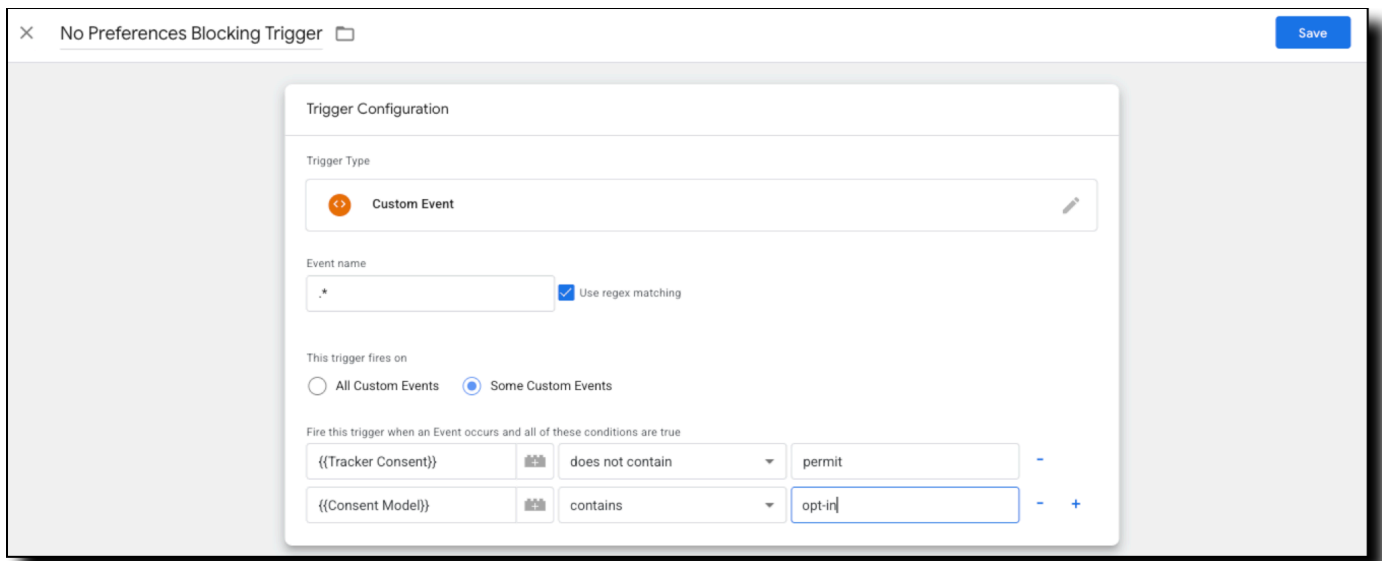 No Preferences Blocking Trigger
Save
Trigger Configuration
Trigger Type
Custom Event
Event name
.*
Use regex matching
This trigger fires on
All Custom Events
Some Custom Events
Fire this trigger when an Event occurs and all of these conditions are true
{{Tracker Consent}} does not contain permit -
{{Consent Model}} contains opt-in - +